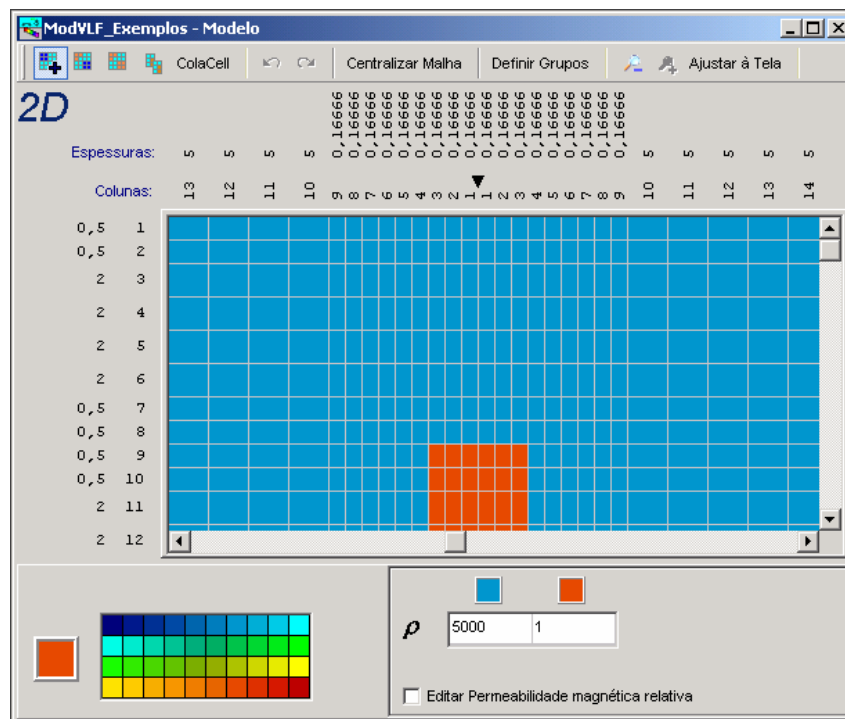 ModVLF_Exemplos - Modelo
ColaCell Centralizar Malha Definir Grupos Ajustar à Tela
2D
Espessuras: 5 5 5 5 0,16666 0,16666 0,16666 0,16666 0,16666 0,16666 0,16666 0,16666 0,16666 0,16666 0,16666 0,16666 0,16666 0,16666 0,16666 0,16666 0,16666 0,16666 5 5 5 5 5
Colunas: 13 12 11 10 9 8 7 6 5 4 3 2 1 1 2 3 4 5 6 7 8 9 10 11 12 13 14
0,5 1
0,5 2
2 3
2 4
2 5
2 6
0,5 7
0,5 8
0,5 9
0,5 10
2 11
2 12
ρ 5000 1
Editar Permeabilidade magnética relativa